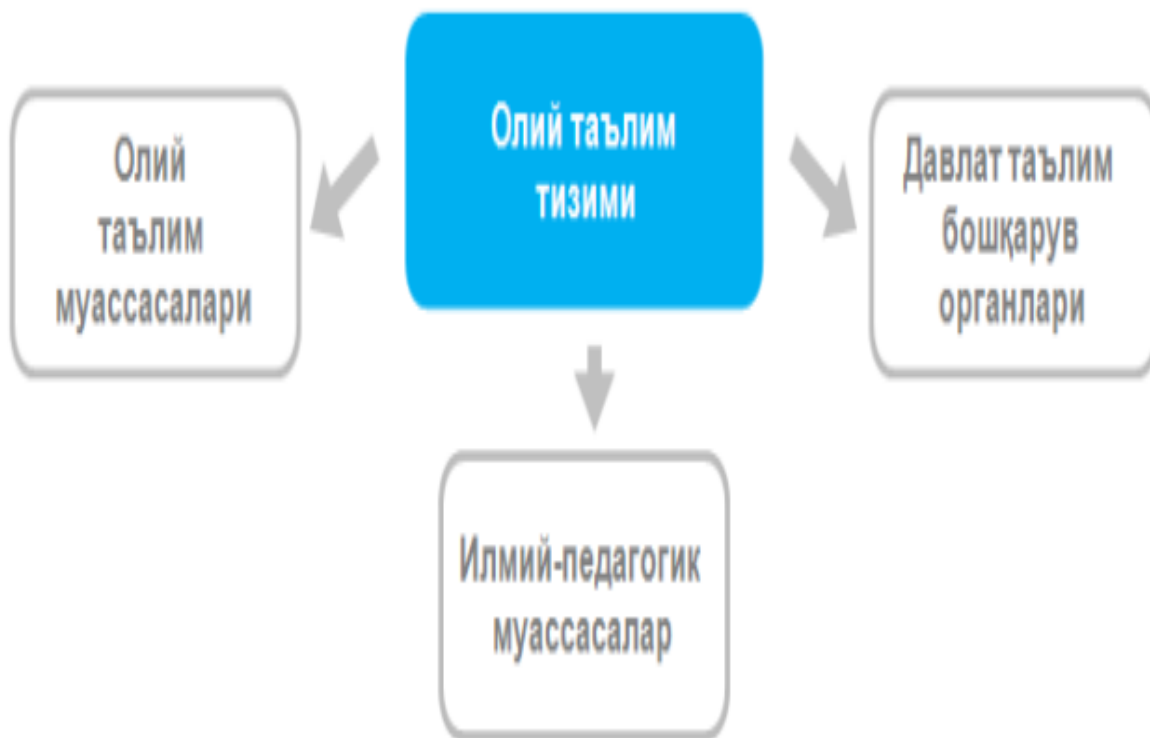 Олий таълим
тизими
Олий
таълим
муассасалари
Давлат таълим
бошқарув
органлари
Илмий-педагогик
муассасалар